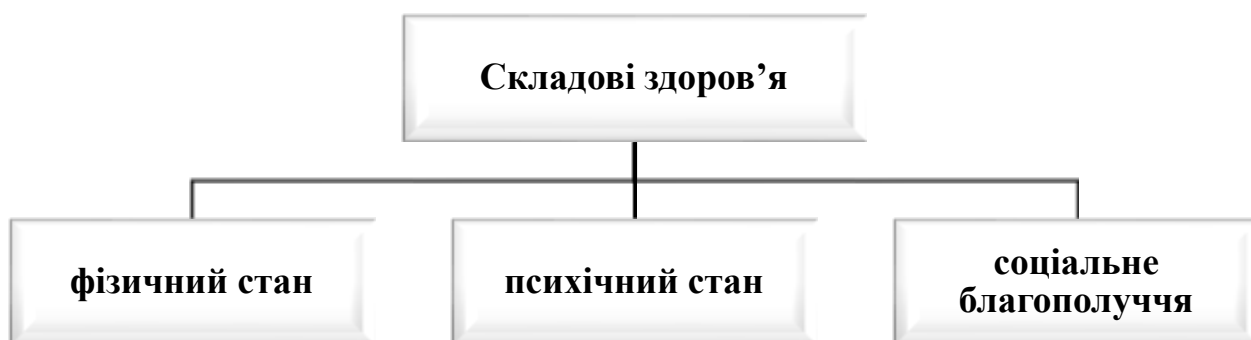 Складові здоров’я
фізичний стан
психічний стан
соціальне
благополуччя